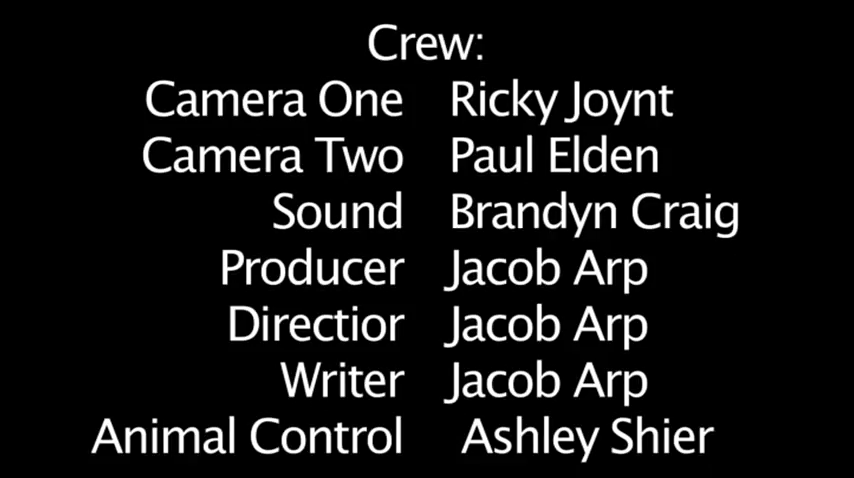 Crew:
Camera One Ricky Joynt
Camera Two Paul Elden
Sound Brandyn Craig
Producer Jacob Arp
Directior Jacob Arp
Writer Jacob Arp
Animal Control Ashley Shier